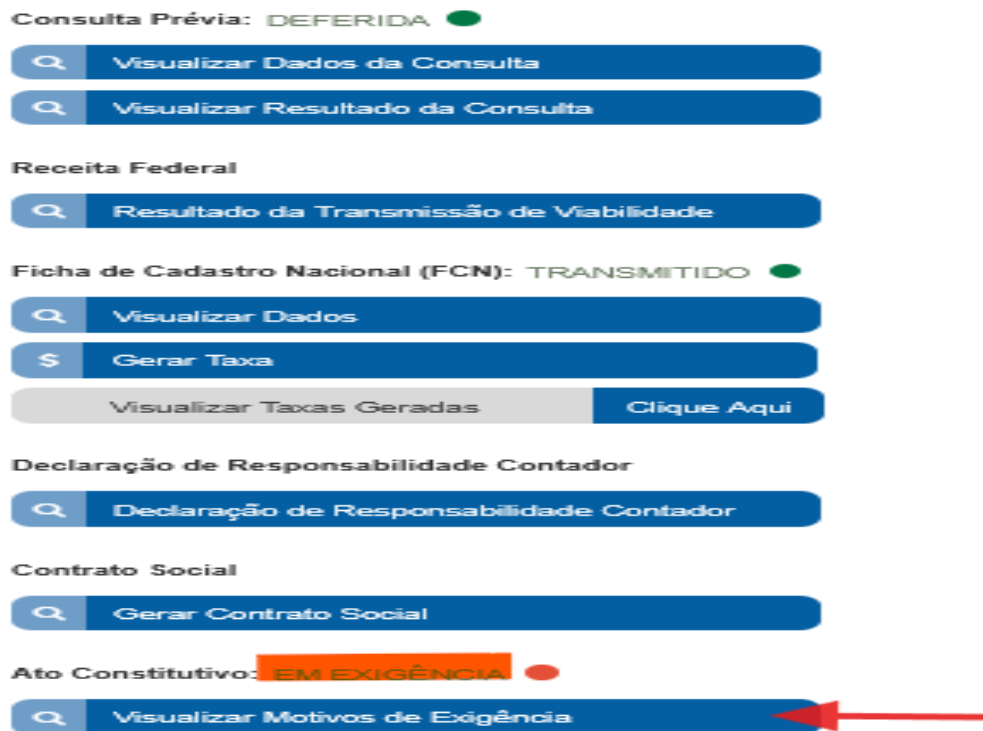 Consulta Prévia: DEFERIDA
Visualizar Dados da Consulta
Visualizar Resultado da Consulta
Receita Federal
Resultado da Transmissão de Viabilidade
Ficha de Cadastro Nacional (FCN): TRANSMITIDO
Visualizar Dados
$ Gerar Taxa
Visualizar Taxas Geradas Clique Aqui
Declaração de Responsabilidade Contador
Declaração de Responsabilidade Contador
Contrato Social
Gerar Contrato Social
Ato Constitutivo: EM EXIGÊNCIA
Visualizar Motivos de Exigência